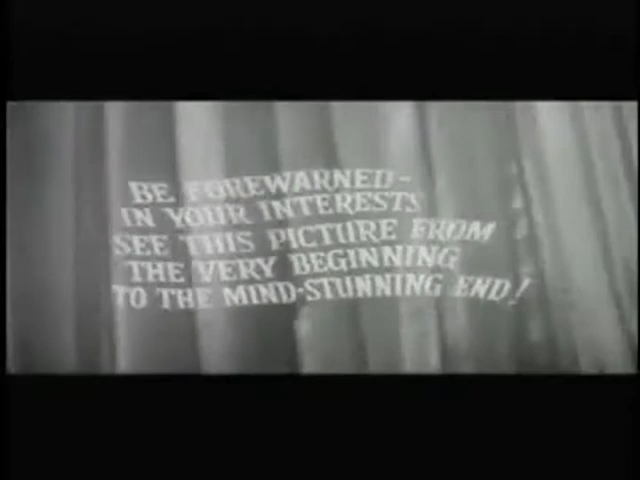 BE FOREWARNED-
IN YOUR INTERESTS
SEE THIS PICTURE FROM
THE VERY BEGINNING
TO THE MIND-STUNNING END!